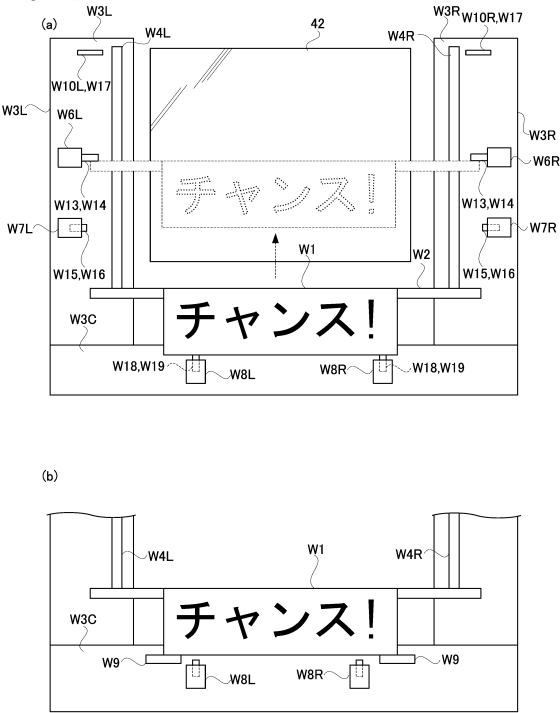 (a)
W3L
W4L
42
W4R
W3R
W10R,W17
W10L,W17
W3L
W6L
W3R
W6R
チャンス!
W13,W14
W13,W14
W7L
W7R
W15,W16
W1
W2
W15,W16
W3C
チャンス!
W18,W19
W8L
W8R
W18,W19
(b)
W4L
W1
W4R
W3C
チャンス!
W9
W8L
W8R
W9